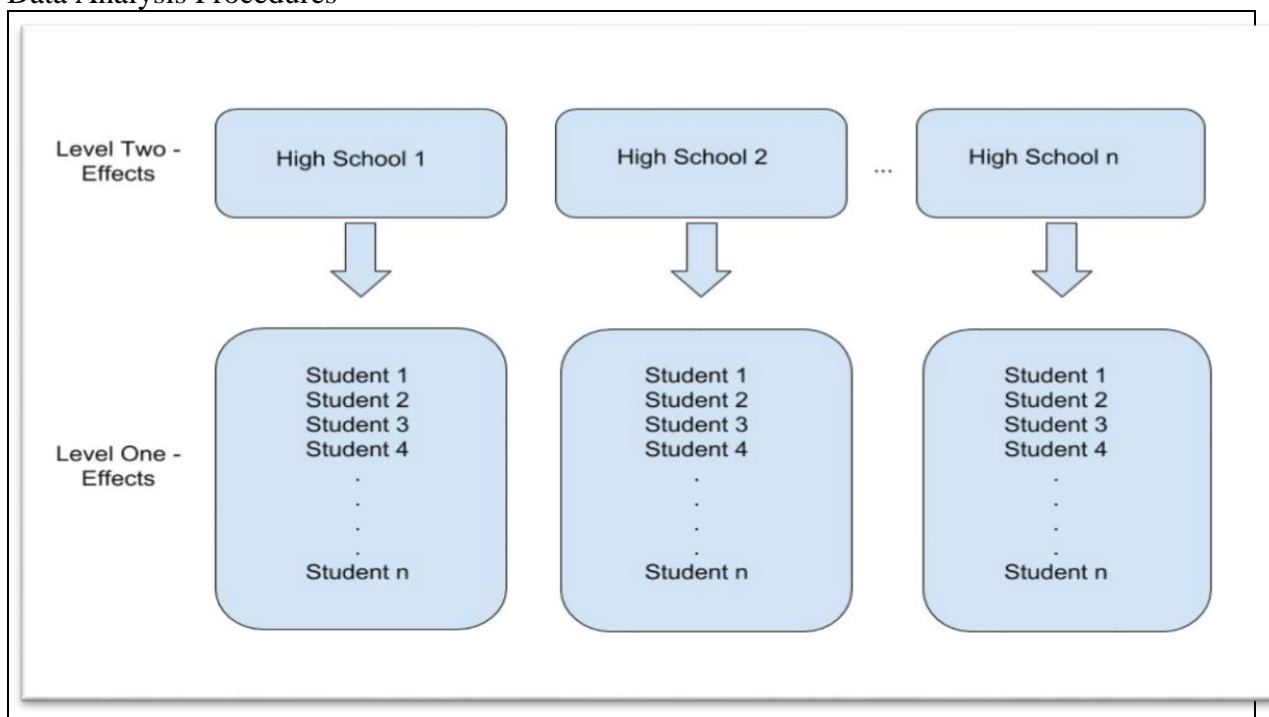 Data Analysis Procedures
Level Two -
Effects
High School 1
High School 2
...
High School n
Level One -
Effects
Student 1
Student 2
Student 3
Student 4
.
.
.
.
Student n
Student 1
Student 2
Student 3
Student 4
.
.
.
.
Student n
Student 1
Student 2
Student 3
Student 4
.
.
.
.
Student n